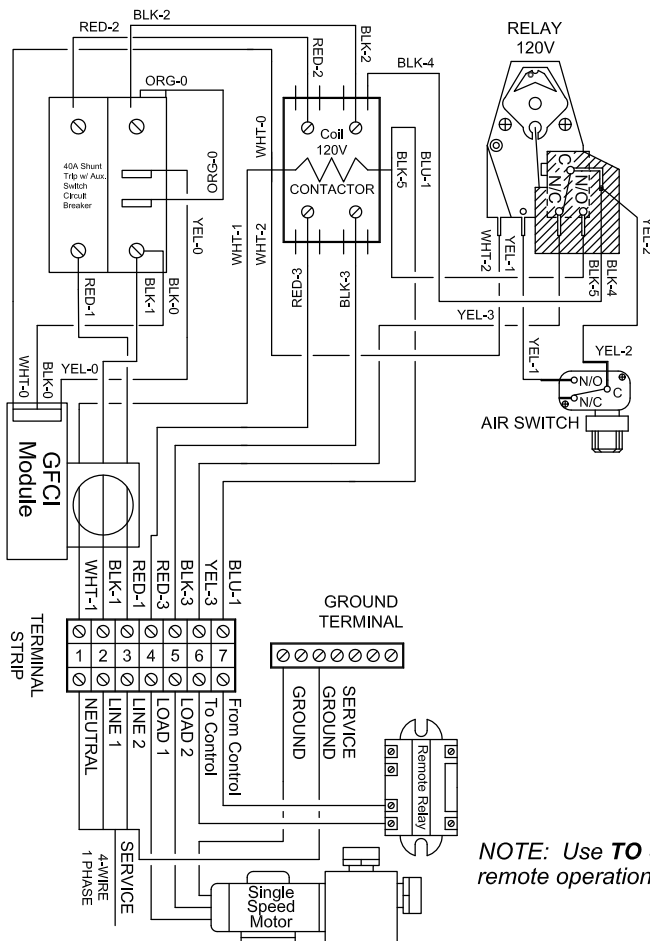 BLK-2
RED-2
RED-2
BLK-2
BLK-4
RELAY
120V
ORG-0
ORG-0
WHT-0
Coil
120V
CONTACTOR
BLK-5
BLU-1
40A Shunt
Trip w/ Aux.
Switch
Circuit
Breaker
YEL-0
WHT-1
WHT-2
C
N/C
N/O
WHT-2
YEL-1
BLK-5
BLK-4
YEL-2
RED-1
BLK-1
BLK-0
RED-3
BLK-3
YEL-3
YEL-1
YEL-2
WHT-0
BLK-0
YEL-0
N/O
N/C
C
AIR SWITCH
GFCI
Module
WHT-1
BLK-1
RED-1
RED-3
BLK-3
YEL-3
BLU-1
TERMINAL
STRIP
1 2 3 4 5 6 7
GROUND
TERMINAL
NEUTRAL
LINE 1
LINE 2
LOAD 1
LOAD 2
To Control
From Control
GROUND
SERVICE
GROUND
Remote Relay
SERVICE
4-WIRE
1 PHASE
Single
Speed
Motor
NOTE: Use TO
remote operation